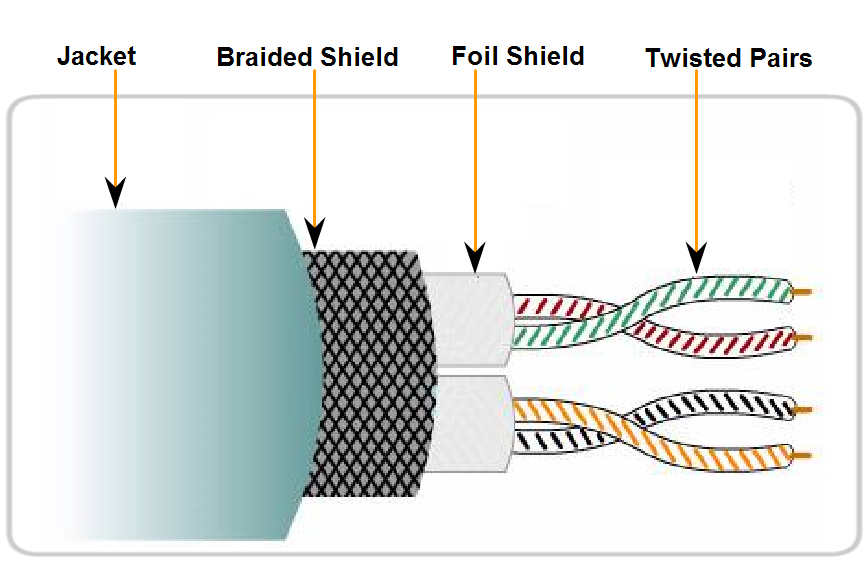 Jacket
Braided Shield
Foil Shield
Twisted Pairs